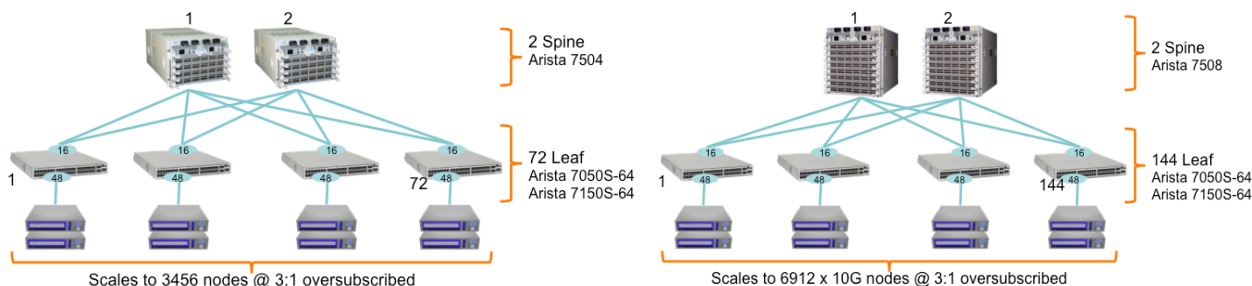 1
2
2 Spine
Arista 7504
16
16
16
16
48
48
48
48
1
72
72 Leaf
Arista 7050S-64
Arista 7150S-64
Scales to 3456 nodes @ 3:1 oversubscribed
1
2
2 Spine
Arista 7508
16
16
16
16
48
48
48
48
1
144
144 Leaf
Arista 7050S-64
Arista 7150S-64
Scales to 6912 x 10G nodes @ 3:1 oversubscribed